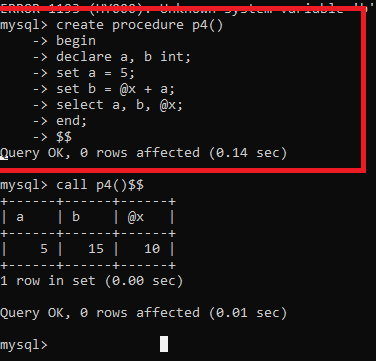 ERROR 1193 (HY000): Unknown system variable 'b'
mysql> create procedure p4()
    -> begin
    -> declare a, b int;
    -> set a = 5;
    -> set b = @x + a;
    -> select a, b, @x;
    -> end;
    -> $$
Query OK, 0 rows affected (0.14 sec)
mysql> call p4()$$
+------+------+------+
| a    | b    | @x   |
+------+------+------+
|    5 |   15 |   10 |
+------+------+------+
1 row in set (0.00 sec)
Query OK, 0 rows affected (0.01 sec)
mysql>